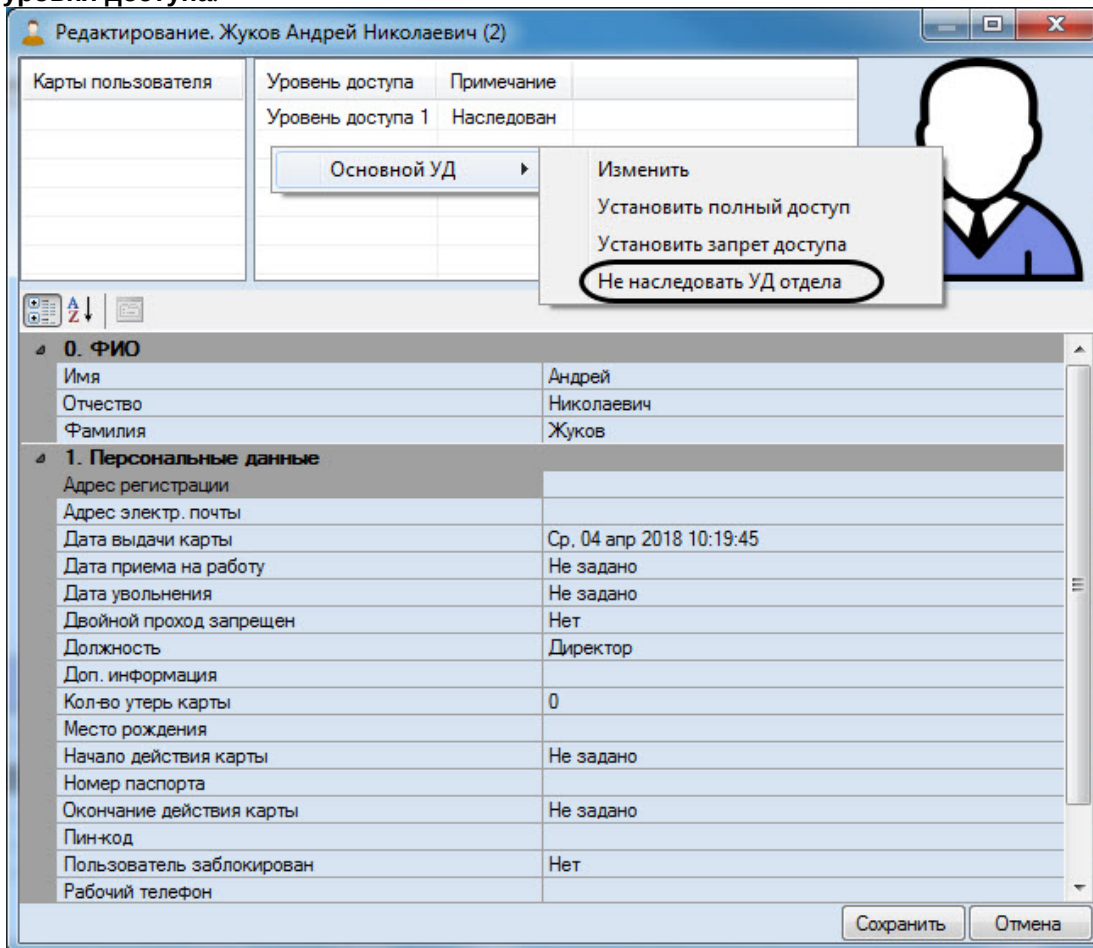 уровни доступа.
Редактирование. Жуков Андрей Николаевич (2)
Карты пользователя
Уровень доступа Примечание
Уровень доступа 1 Наследован
Основной УД
Изменить
Установить полный доступ
Установить запрет доступа
Не наследовать УД отдела
0. ФИО
Имя Андрей
Отчество Николаевич
Фамилия Жуков
1. Персональные данные
Адрес регистрации
Адрес электр. почты
Дата выдачи карты Ср, 04 апр 2018 10:19:45
Дата приема на работу Не задано
Дата увольнения Не задано
Двойной проход запрещен Нет
Должность Директор
Доп. информация
Кол-во утерь карты 0
Место рождения
Начало действия карты Не задано
Номер паспорта
Окончание действия карты Не задано
Пин-код
Пользователь заблокирован Нет
Рабочий телефон
Сохранить Отмена